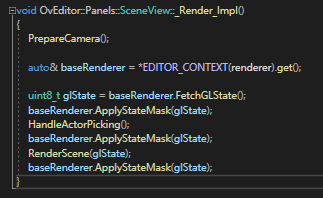 void OvEditor::Panels::SceneView::_Render_Impl()
{
PrepareCamera();
auto& baseRenderer = *EDITOR_CONTEXT(renderer).get();
uint8_t glState = baseRenderer.FetchGLState();
baseRenderer.ApplyStateMask(glState);
HandleActorPicking();
baseRenderer.ApplyStateMask(glState);
RenderScene(glState);
baseRenderer.ApplyStateMask(glState);
}